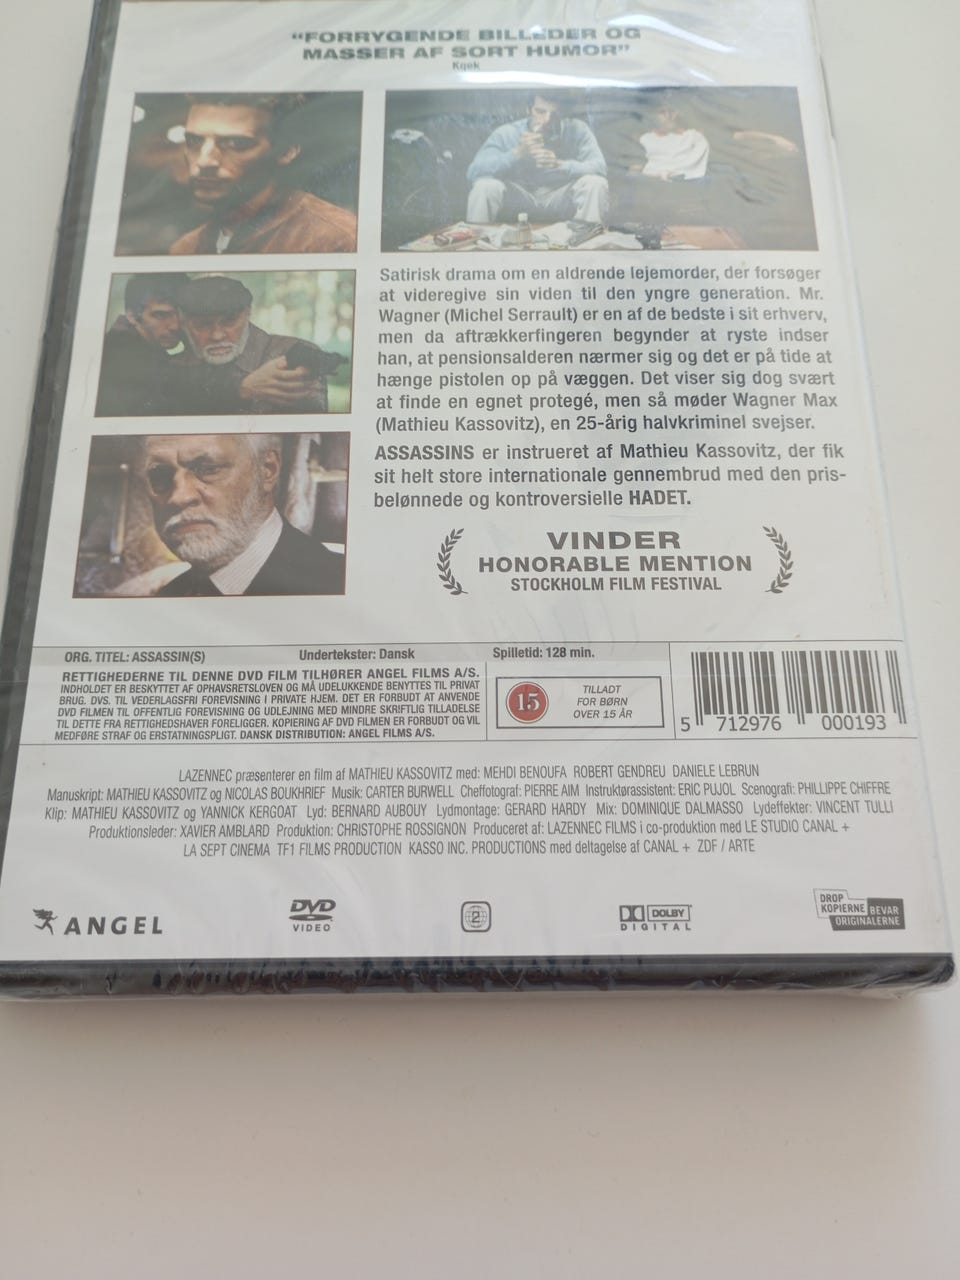 “FORRYGENDE BILLEDER OG
MASSER AF SORT HUMOR”
Satirisk drama om en aldrende lejemorder, der forsøger
at videregive sin viden til den yngre generation. Mr.
Wagner (Michel Serrault) er en af de bedste i sit erhverv,
men da aftrækkerfingeren begynder at ryste indser
han, at pensionsalderen nærmer sig og det er på tide at
hænge pistolen op på væggen. Det viser sig dog svært
at finde en egnet protegé, men så møder Wagner Max
(Mathieu Kassovitz), en 25-årig halvkriminel svejser.
ASSASSINS er instrueret af Mathieu Kassovitz, der fik
sit helt store internationale gennembrud med den pris-
belønnede og kontroversielle HADET.
VINDER
HONORABLE MENTION
STOCKHOLM FILM FESTIVAL
ORG. TITEL: ASSASSIN(S) Undertekster: Dansk Spilletid: 128 min.
RETTIGHEDERNE TIL DENNE DVD FILM TILHØRER ANGEL FILMS A/S.
INDHOLDET ER BESKYTTET AF OPHAVSRETSLOVEN OG MÅ UDELUKKENDE BENYTTES TIL PRIVAT
BRUG. DVS. TIL VEDERLAGSFRI FOREVISNING I PRIVATE HJEM. DET ER FORBUDT AT ANVENDE
DVD FILMEN TIL OFFENTLIG FOREVISNING OG UDLEJNING MED MINDRE SKRIFTLIG TILLADELSE
TIL DETTE FRA RETTIGHEDSHAVER FORELIGGER. KOPIERING AF DVD FILMEN ER FORBUDT OG VIL
MEDFØRE STRAF OG ERSTATNINGSPLIGT. DANSK DISTRIBUTION: ANGEL FILMS A/S.
15
TILLADT
FOR BØRN
OVER 15 ÅR
5 712976 000193
LAZENNEC præsenterer en film af MATHIEU KASSOVITZ med: MEHDI BENOUFA ROBERT GENDREU DANIELE LEBRUN
Manuskript: MATHIEU KASSOVITZ og NICOLAS BOUKHRIEF Musik: CARTER BURWELL Cheffotograf: PIERRE AIM Instruktørassistent: ERIC PUJOL Scenografi: PHILLIPPE CHIFFRE
Klip: MATHIEU KASSOVITZ og YANNICK KERGOAT Lyd: BERNARD AUBOUY Lydmontage: GERARD HARDY Mix: DOMINIQUE DALMASSO Lydeffekter: VINCENT TULLI
Produktionsleder: XAVIER AMBLARD Produktion: CHRISTOPHE ROSSIGNON Produceret af: LAZENNEC FILMS i co-produktion med LE STUDIO CANAL +
LA SEPT CINEMA TF1 FILMS PRODUCTION KASSO INC. PRODUCTIONS med deltagelse af CANAL + ZDF / ARTE
ANGEL
DVD
VIDEO
2
DOLBY
DIGITAL
DROP
KOPIERNE BEVAR
ORIGINALERNE